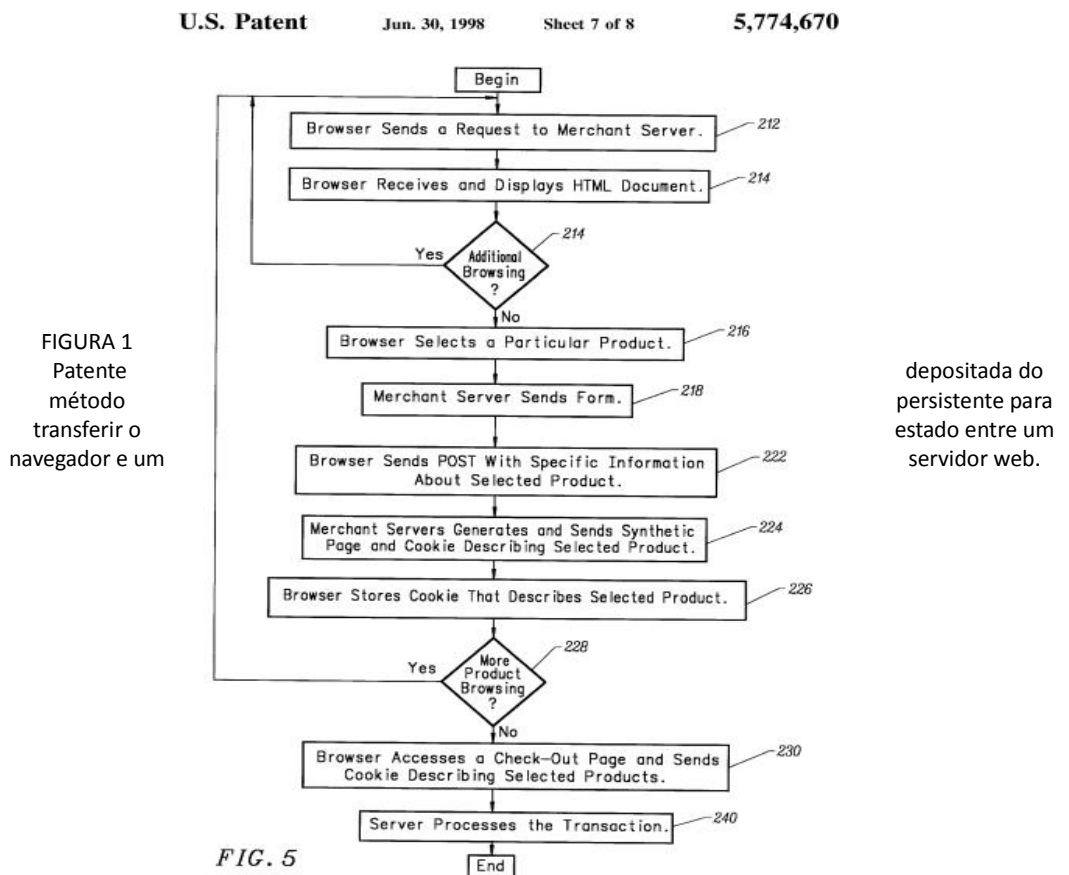 U.S. Patent Jun. 30, 1998 Sheet 7 of 8 5,774,670
Begin
Browser Sends a Request to Merchant Server.
212
Browser Receives and Displays HTML Document.
214
Additional
Browsing
?
214
Yes
No
Browser Selects a Particular Product.
216
Merchant Server Sends Form.
218
Browser Sends POST With Specific Information
About Selected Product.
222
Merchant Servers Generates and Sends Synthetic
Page and Cookie Describing Selected Product.
224
Browser Stores Cookie That Describes Selected Product.
226
More
Product
Browsing
?
228
Yes
No
Browser Accesses a Check-Out Page and Sends
Cookie Describing Selected Products.
230
Server Processes the Transaction.
240
End
FIG. 5
FIGURA 1
Patente depositada do
método persistente para
transferir o estado entre um
navegador e um servidor web.